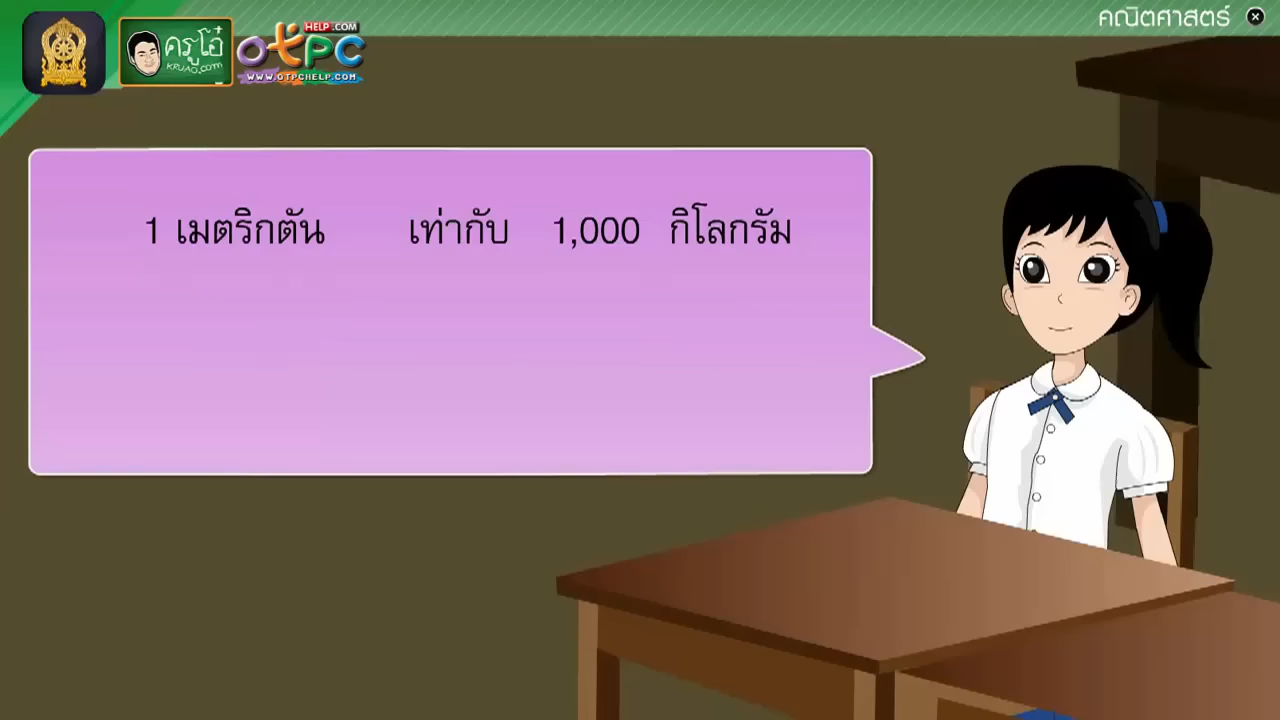 คณิตศาสตร์
ครูโอ๋
KRUAO.com
HELP .COM
OTPC
WWW.OTPCHELP.COM
1 เมตริกตัน เท่ากับ 1,000 กิโลกรัม